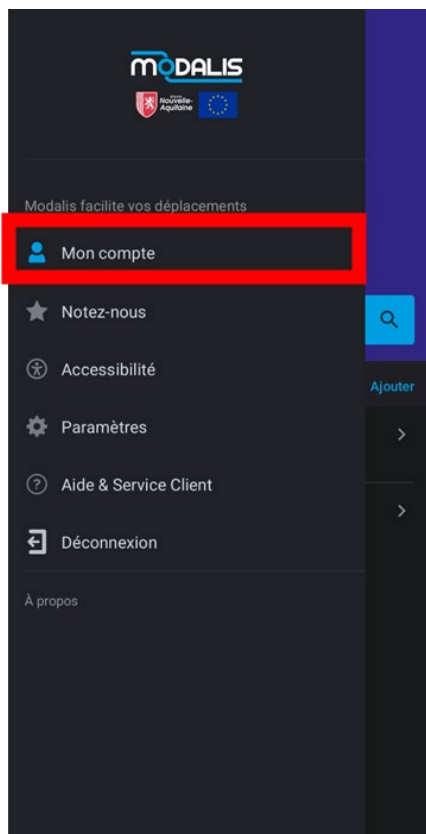 MODALIS
Nouvelle-
Aquitaine
Modalis facilite vos déplacements
Mon compte
Notez-nous
Accessibilité
Ajouter
Paramètres
Aide & Service Client
Déconnexion
À propos